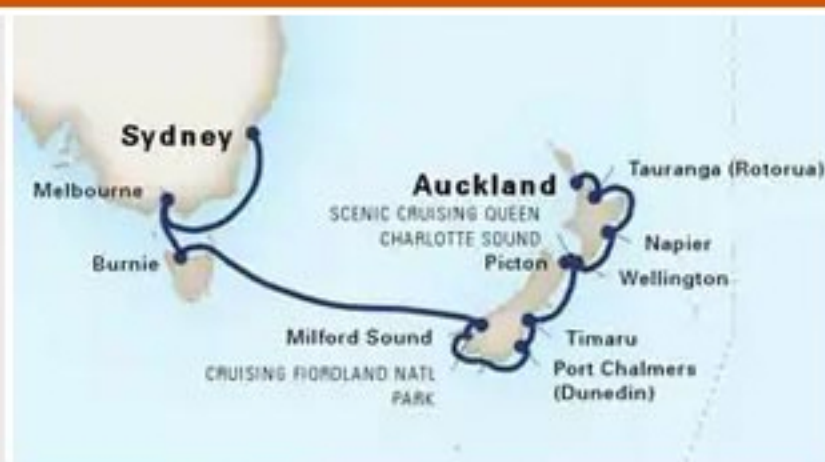 Sydney
Melbourne
Burnie
Auckland
SCENIC CRUISING QUEEN
CHARLOTTE SOUND
Picton
Tauranga (Rotorua)
Napier
Wellington
Milford Sound
CRUISING FIORDLAND NATL
PARK
Timaru
Port Chalmers
(Dunedin)